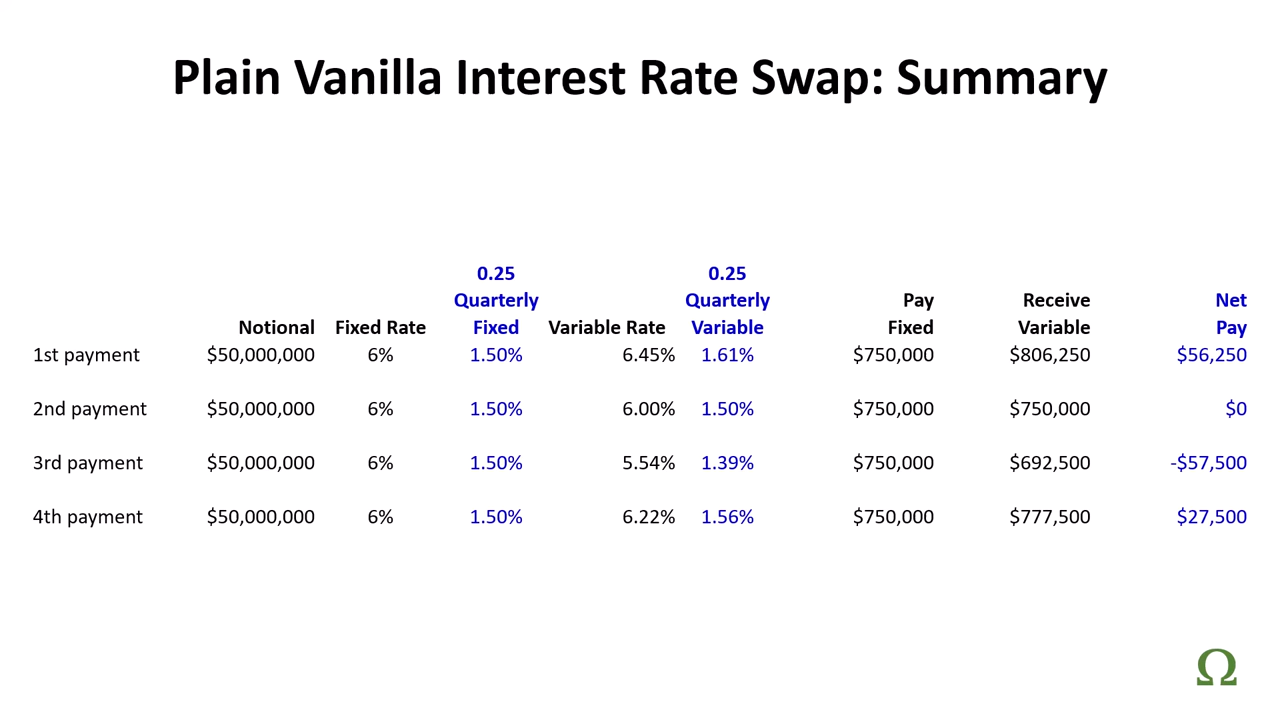 Plain Vanilla Interest Rate Swap: Summary
0.25 0.25
Quarterly Quarterly Pay Receive Net
Notional Fixed Rate Fixed Variable Rate Variable Fixed Variable Pay
1st payment $50,000,000 6% 1.50% 6.45% 1.61% $750,000 $806,250 $56,250
2nd payment $50,000,000 6% 1.50% 6.00% 1.50% $750,000 $750,000 $0
3rd payment $50,000,000 6% 1.50% 5.54% 1.39% $750,000 $692,500 -$57,500
4th payment $50,000,000 6% 1.50% 6.22% 1.56% $750,000 $777,500 $27,500
Ω